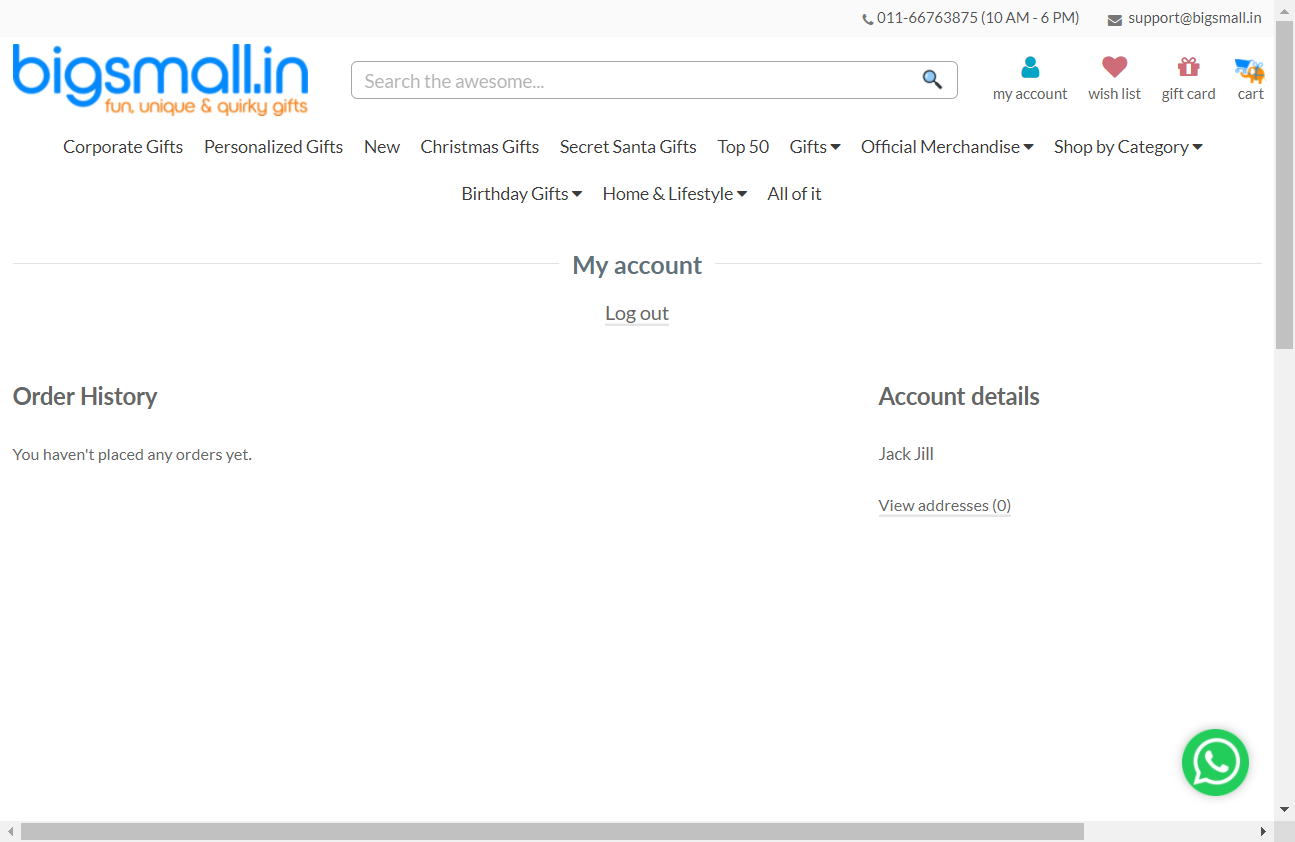 011-66763875 (10 AM - 6 PM) support@bigsmall.in
bigsmall.in
fun, unique & quirky gifts
Search the awesome...
my account wish list gift card cart
Corporate Gifts Personalized Gifts New Christmas Gifts Secret Santa Gifts Top 50 Gifts Official Merchandise Shop by Category
Birthday Gifts Home & Lifestyle All of it
My account
Log out
Order History
You haven't placed any orders yet.
Account details
Jack Jill
View addresses (0)